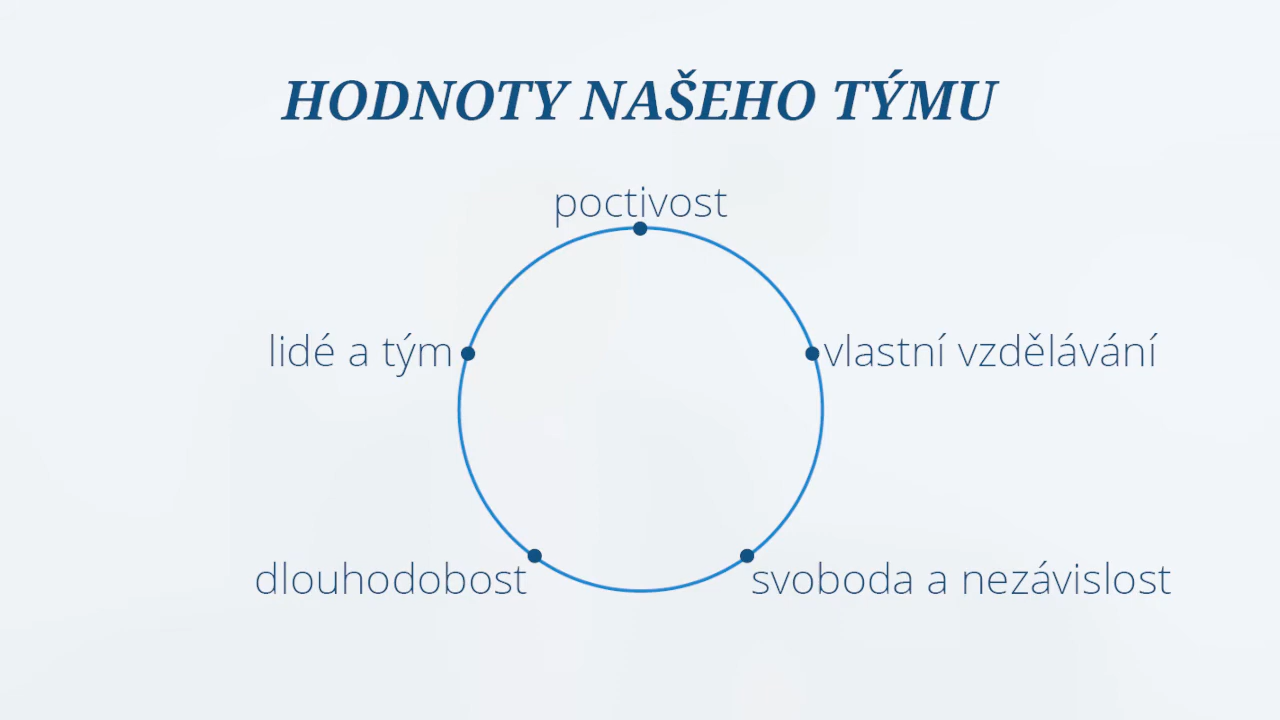 HODNOTY NAŠEHO TÝMU
poctivost
lidé a tým
vlastní vzdělávání
dlouhodobost
svoboda a nezávislost